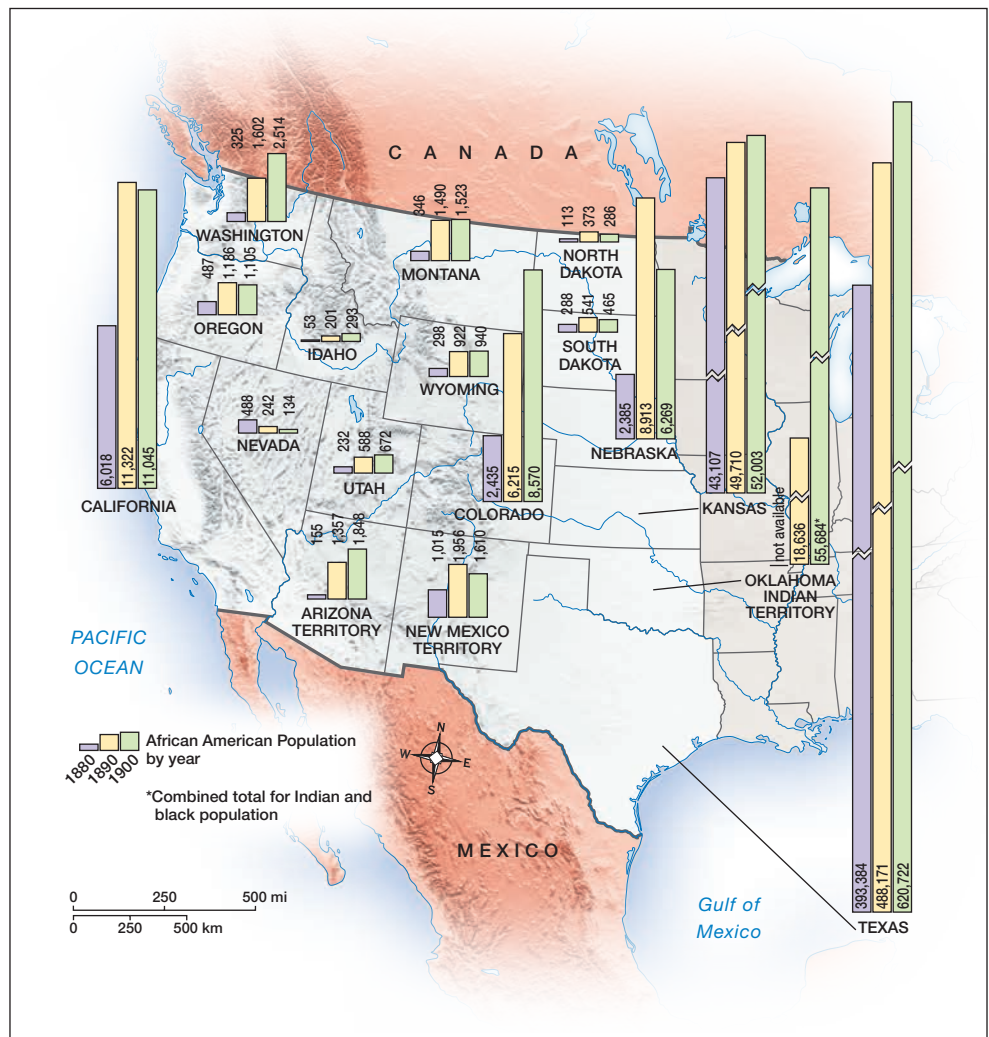 CANADA
325
1,602
2,514
WASHINGTON
487
1,186
1,105
OREGON
53
201
293
IDAHO
346
1,490
1,523
MONTANA
113
373
286
NORTH
DAKOTA
288
541
465
SOUTH
DAKOTA
298
922
940
WYOMING
488
242
134
NEVADA
232
588
672
UTAH
6,018
11,322
11,045
CALIFORNIA
2,435
6,215
8,570
COLORADO
2,385
8,913
6,269
NEBRASKA
43,107
49,710
52,003
KANSAS
not available
18,636
55,684*
OKLAHOMA
INDIAN
TERRITORY
155
1,357
1,848
ARIZONA
TERRITORY
1,015
1,956
1,610
NEW MEXICO
TERRITORY
393,384
488,171
620,722
TEXAS
PACIFIC
OCEAN
1880
1890
1900
African American Population
by year
*Combined total for Indian and
black population
N
W
E
S
MEXICO
Gulf of
Mexico
0 250 500 mi
0 250 500 km